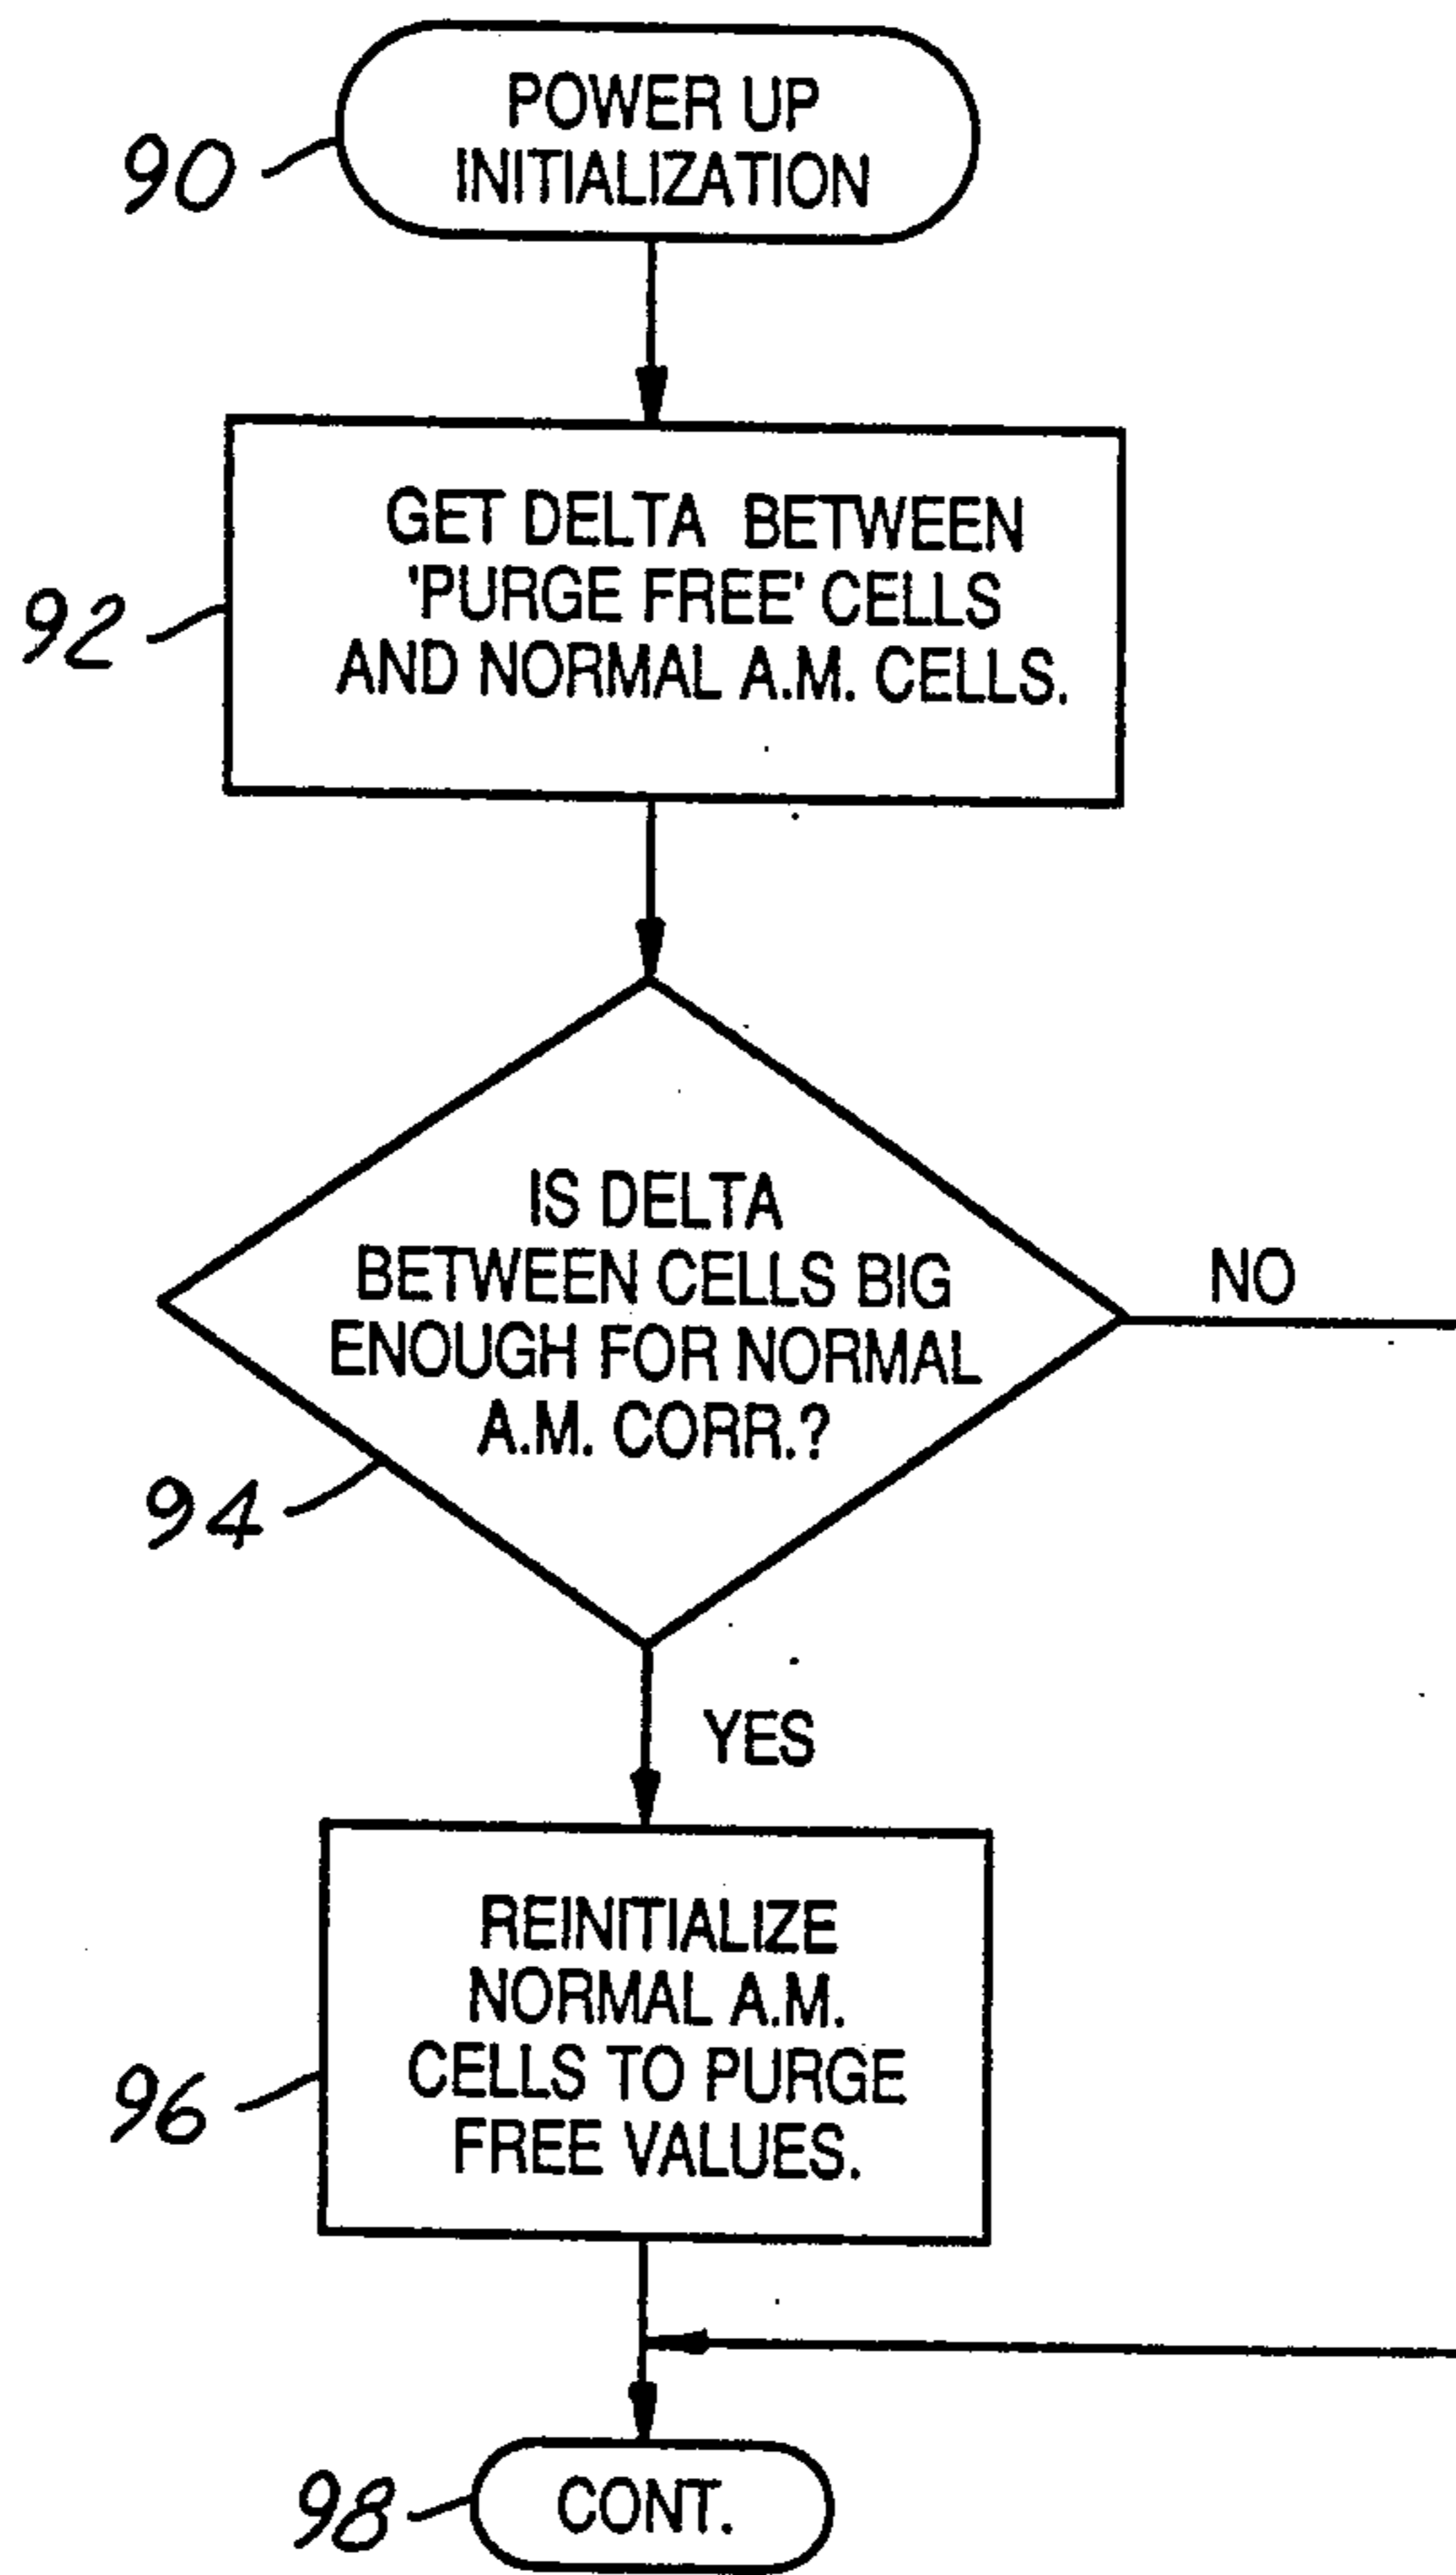 POWER UP
INITIALIZATION
90
GET DELTA BETWEEN
'PURGE FREE' CELLS
AND NORMAL A.M. CELLS.
92
IS DELTA
BETWEEN CELLS BIG
ENOUGH FOR NORMAL
A.M. CORR.?
NO
94
YES
REINITIALIZE
NORMAL A.M.
CELLS TO PURGE
FREE VALUES.
96
CONT.
98